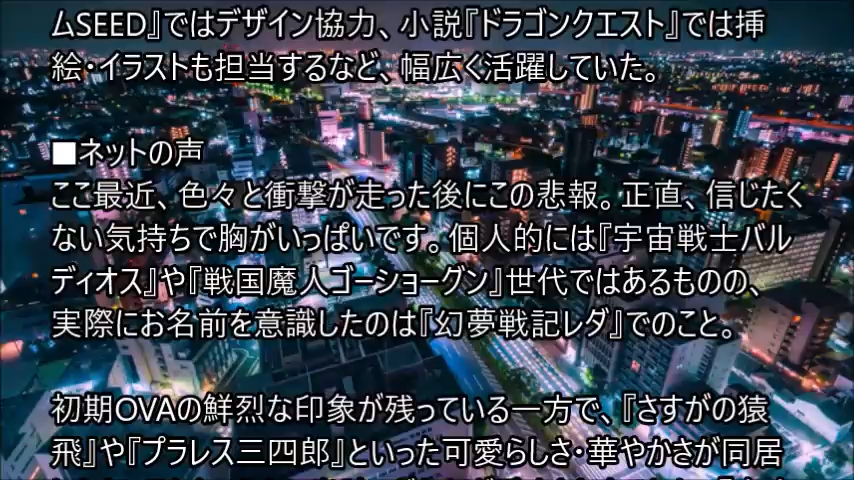 ムSEED』ではデザイン協力、小説『ドラゴンクエスト』では挿
絵・イラストも担当するなど、幅広く活躍していた。
■ネットの声
ここ最近、色々と衝撃が走った後にこの悲報。正直、信じたく
ない気持ちで胸がいっぱいです。個人的には『宇宙戦士バル
ディオス』や『戦国魔人ゴーショーグン』世代ではあるものの、
実際にお名前を意識したのは『幻夢戦記レダ』でのこと。
初期OVAの鮮烈な印象が残っている一方で、『さすがの猿
飛』や『プラレス三四郎』といった可愛らしさ・華やかさが同居